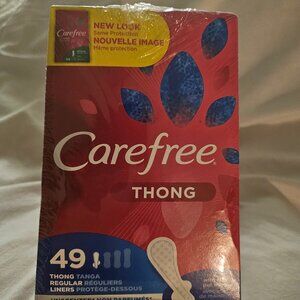 NEW LOOK
Same Protection
NOUVELLE IMAGE
Même protection
Carefree
Carefree
THONG
49
THONG TANGA
REGULAR RÉGULIERS
LINERS PROTÈGE-DESSOUS